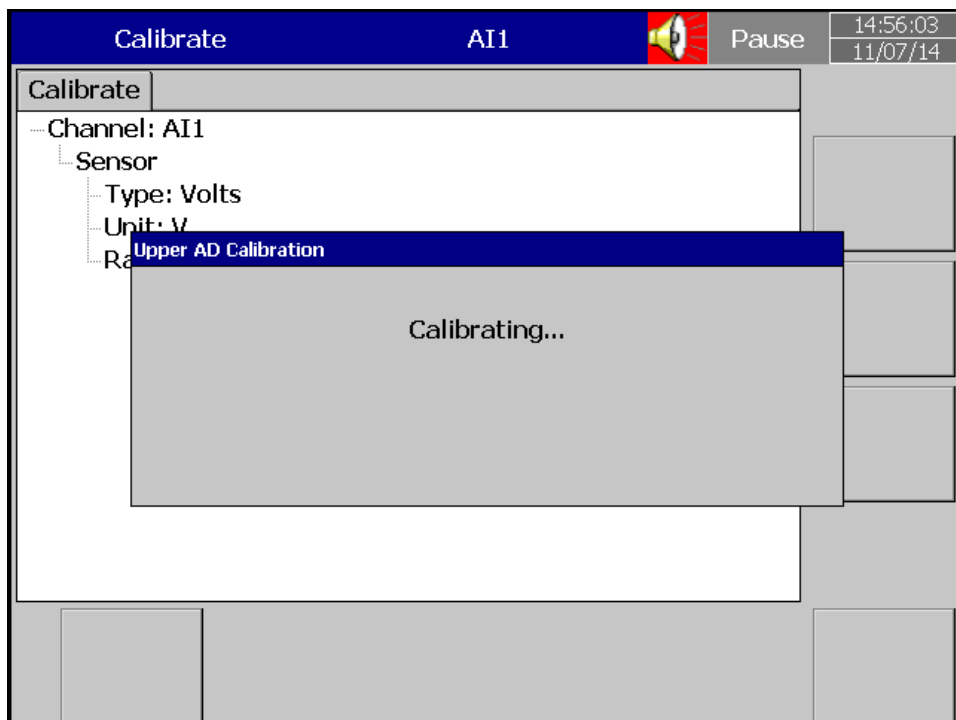 Calibrate AI1 Pause 14:56:03
11/07/14
Calibrate
Channel: AI1
Sensor
Type: Volts
Unit: V
Upper AD Calibration
Calibrating...